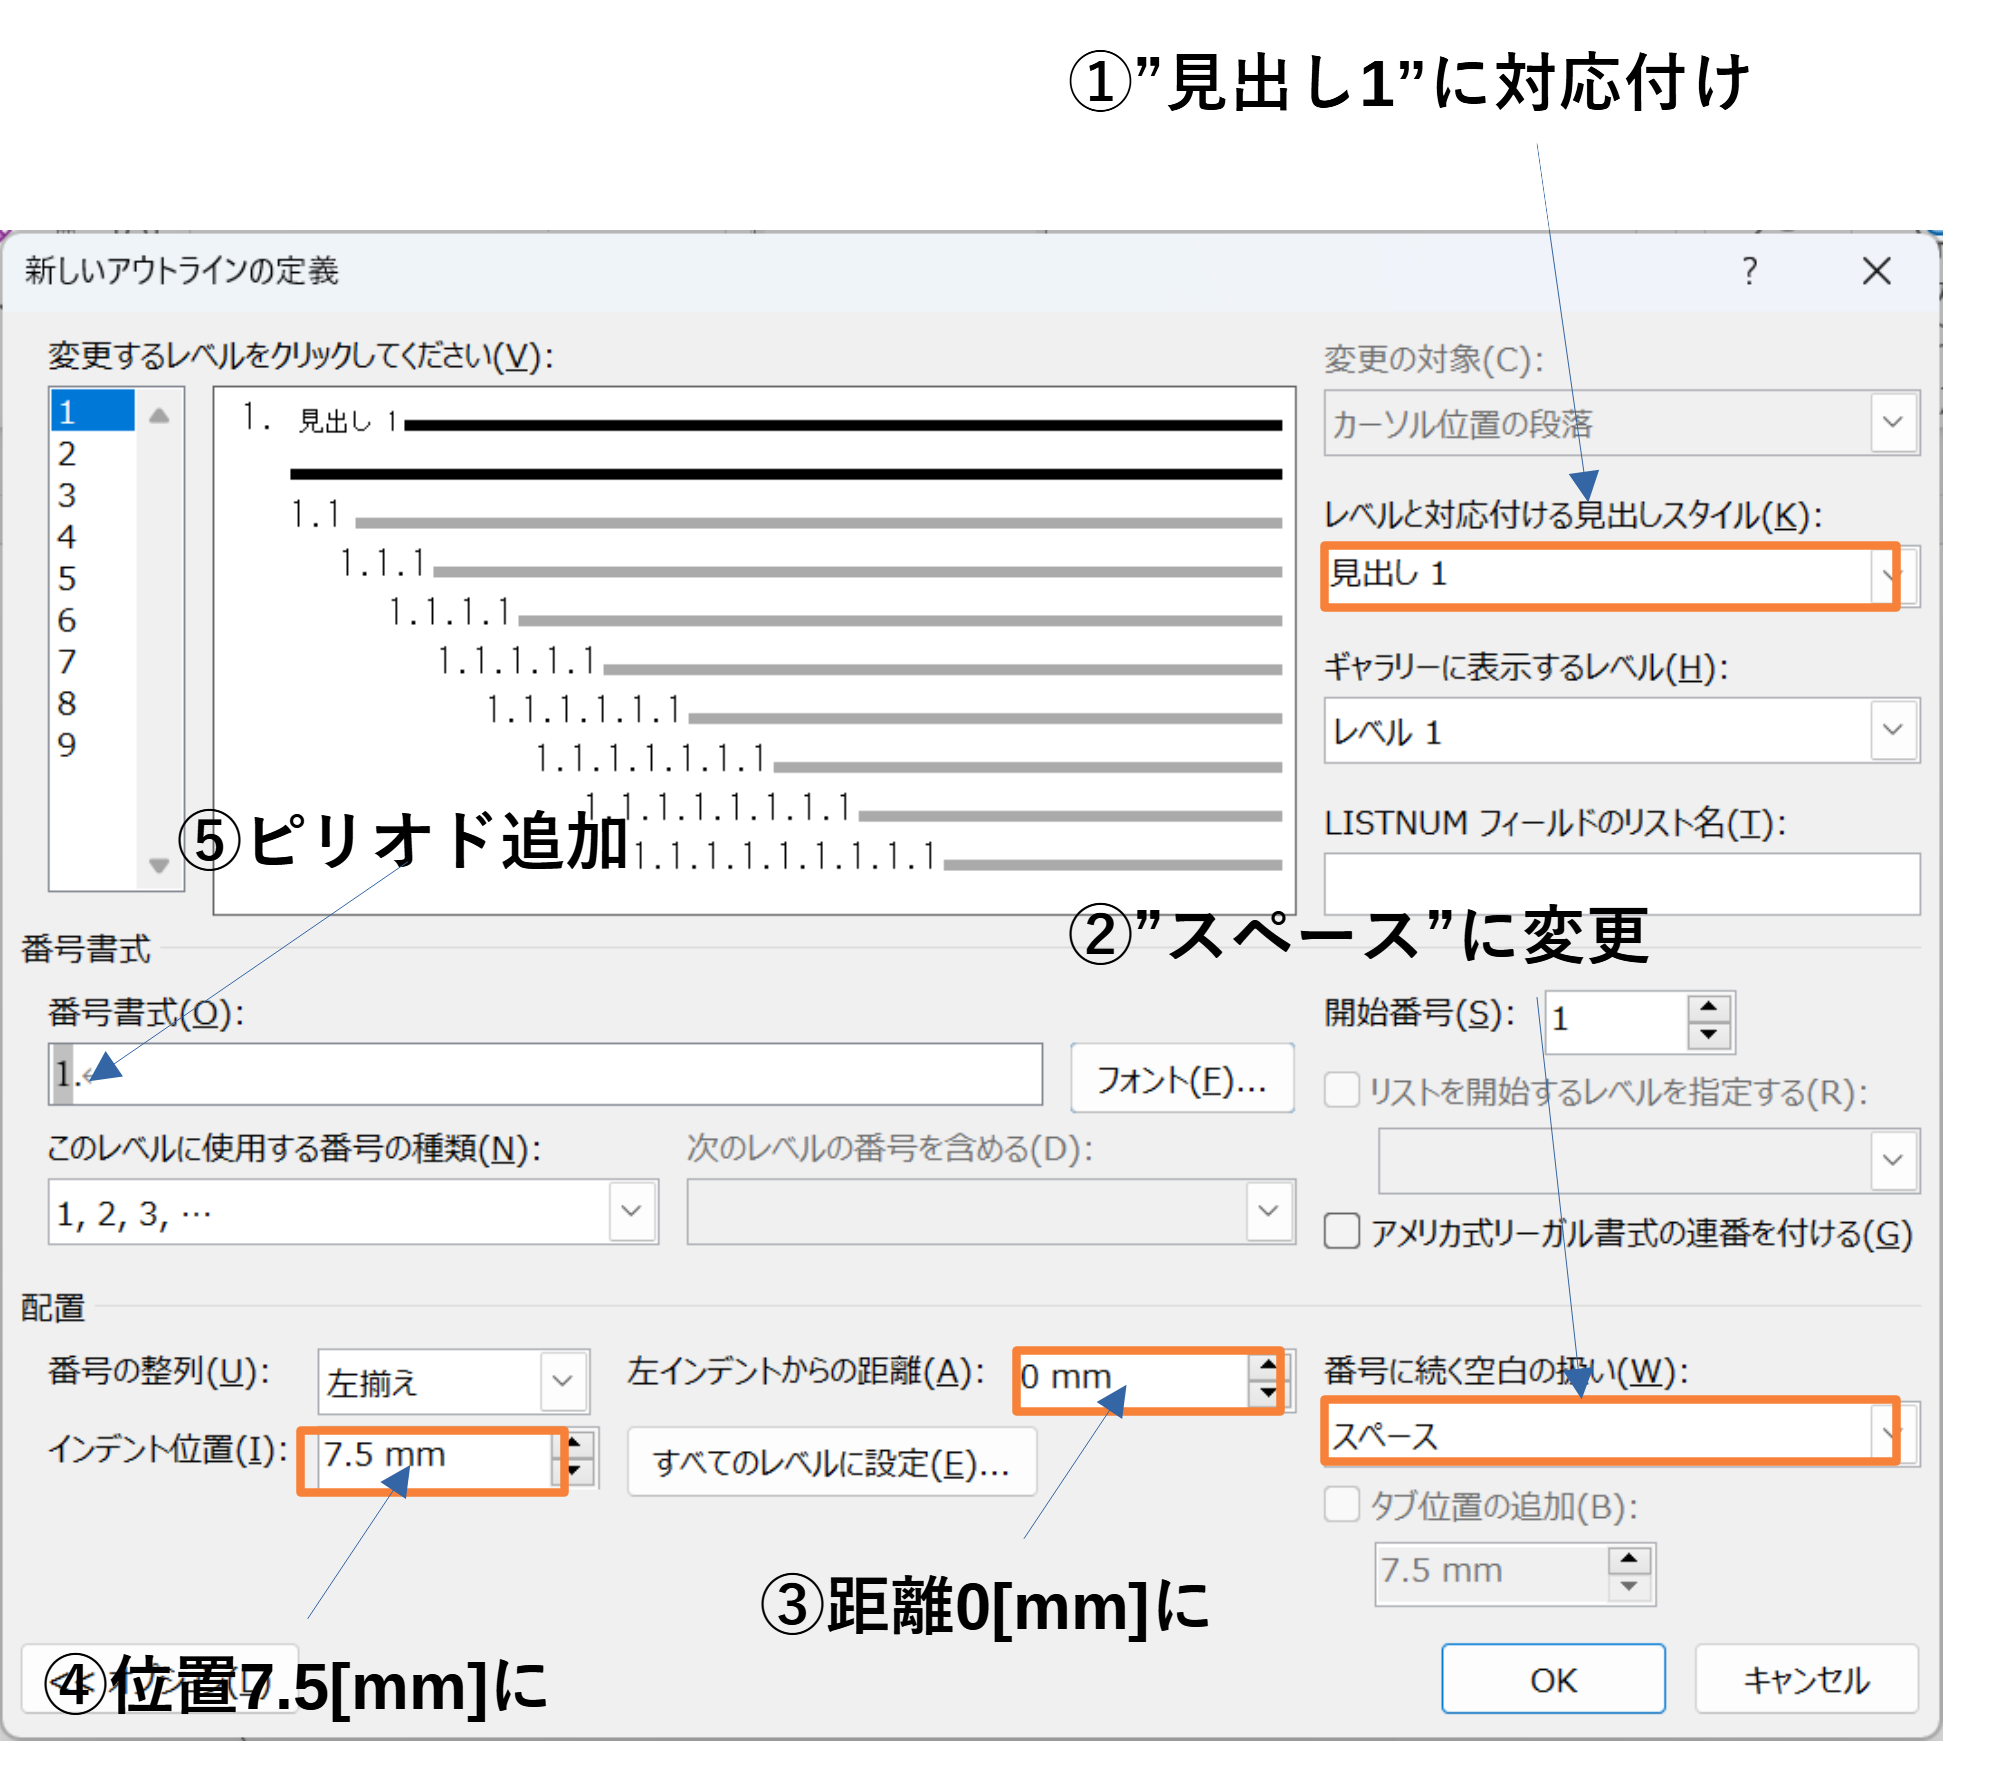 ①”見出し1”に対応付け
新しいアウトラインの定義
?
変更するレベルをクリックしてください(V):
1
2
3
4
5
6
7
8
9
1. 見出し 1
1.1
1.1.1
1.1.1.1
1.1.1.1.1
1.1.1.1.1.1
1.1.1.1.1.1.1
1.1.1.1.1.1.1.1
1.1.1.1.1.1.1.1.1
⑤ピリオド追加
変更の対象(C):
カーソル位置の段落
レベルと対応付ける見出しスタイル(K):
見出し 1
ギャラリーに表示するレベル(H):
レベル 1
LISTNUM フィールドのリスト名(T):
②”スペース”に変更
番号書式
番号書式(O):
1.
フォント(F)...
開始番号(S):
1
リストを開始するレベルを指定する(R):
このレベルに使用する番号の種類(N):
1, 2, 3, …
次のレベルの番号を含める(D):
アメリカ式リーガル書式の連番を付ける(G)
配置
番号の整列(U):
左揃え
左インデントからの距離(A):
0 mm
番号に続く空白の扱い(W):
スペース
インデント位置(I):
7.5 mm
すべてのレベルに設定(E)...
タブ位置の追加(B):
7.5 mm
③距離0[mm]に
④位置7.5[mm]に
OK
キャンセル